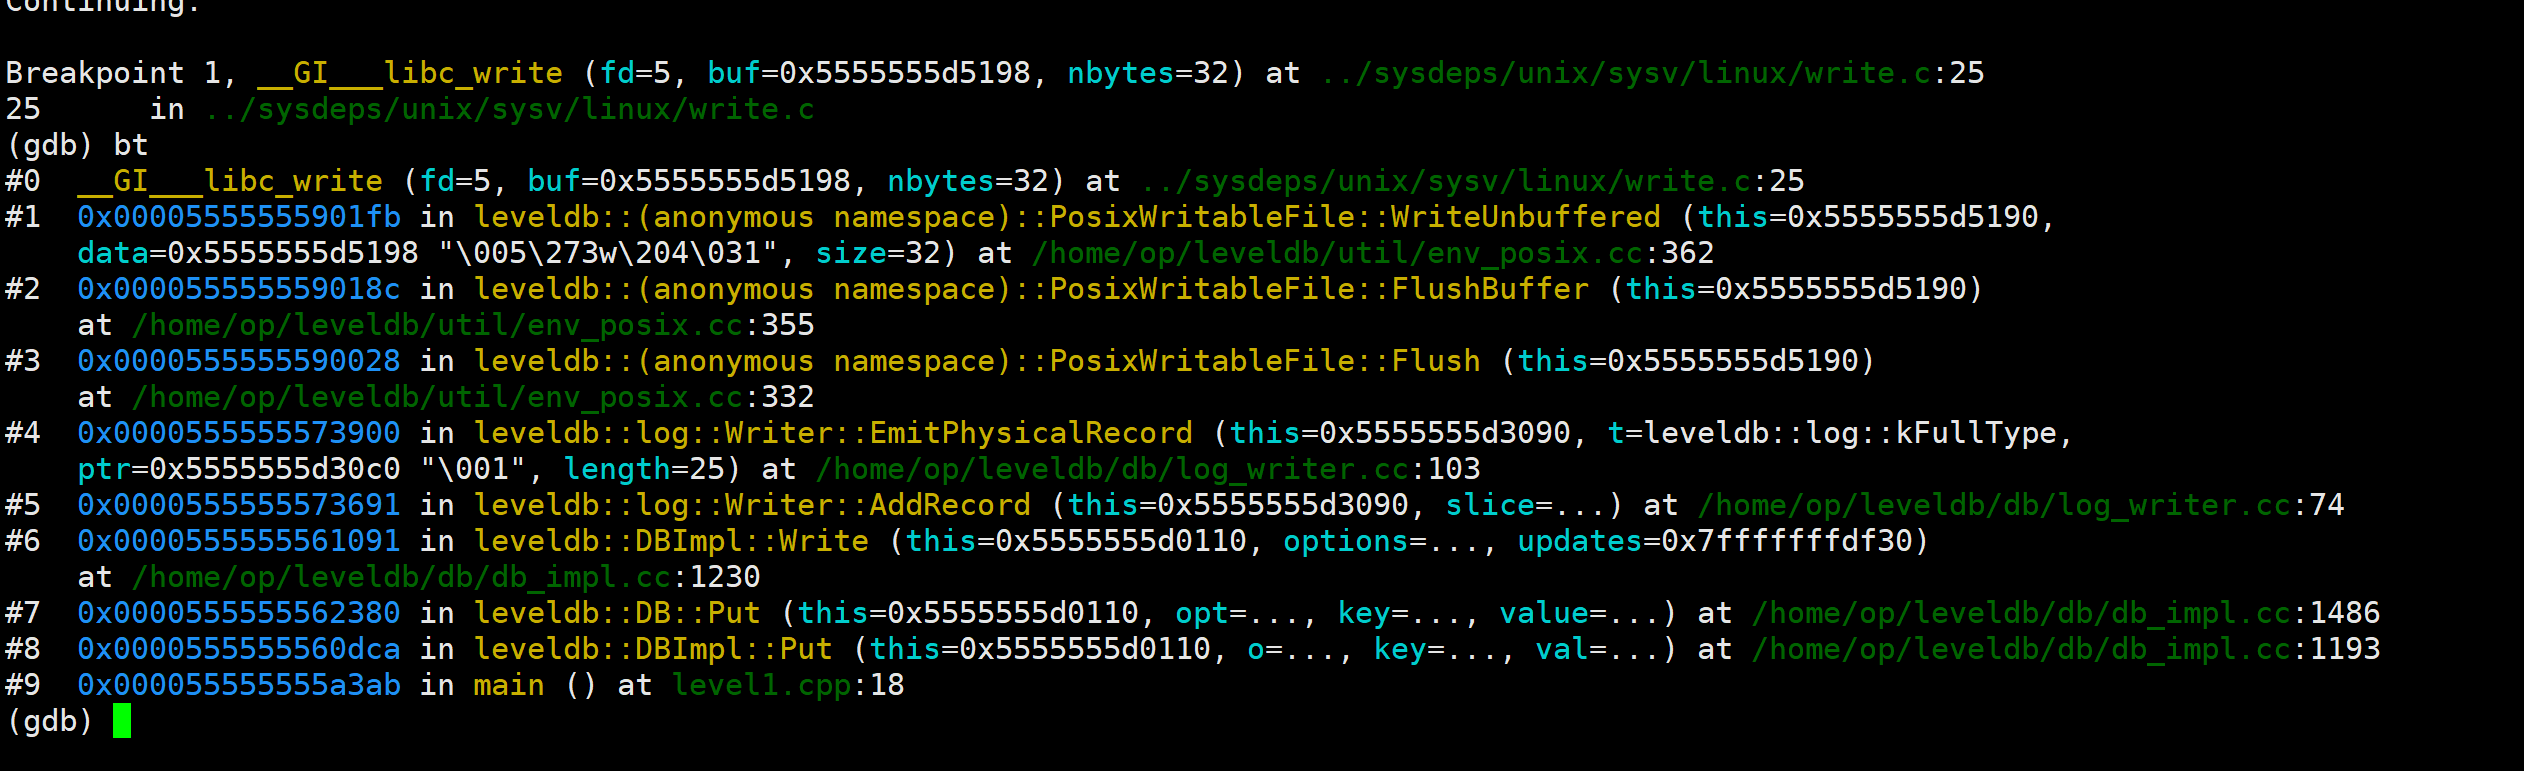 Continuing.
Breakpoint 1, __GI___libc_write (fd=5, buf=0x5555555d5198, nbytes=32) at ../sysdeps/unix/sysv/linux/write.c:25
25      in ../sysdeps/unix/sysv/linux/write.c
(gdb) bt
#0  __GI___libc_write (fd=5, buf=0x5555555d5198, nbytes=32) at ../sysdeps/unix/sysv/linux/write.c:25
#1  0x00005555555901fb in leveldb::(anonymous namespace)::PosixWritableFile::WriteUnbuffered (this=0x5555555d5190,
    data=0x5555555d5198 "\005\273w\204\031", size=32) at /home/op/leveldb/util/env_posix.cc:362
#2  0x000055555559018c in leveldb::(anonymous namespace)::PosixWritableFile::FlushBuffer (this=0x5555555d5190)
    at /home/op/leveldb/util/env_posix.cc:355
#3  0x0000555555590028 in leveldb::(anonymous namespace)::PosixWritableFile::Flush (this=0x5555555d5190)
    at /home/op/leveldb/util/env_posix.cc:332
#4  0x0000555555573900 in leveldb::log::Writer::EmitPhysicalRecord (this=0x5555555d3090, t=leveldb::log::kFullType,
    ptr=0x5555555d30c0 "\001", length=25) at /home/op/leveldb/db/log_writer.cc:103
#5  0x0000555555573691 in leveldb::log::Writer::AddRecord (this=0x5555555d3090, slice=...) at /home/op/leveldb/db/log_writer.cc:74
#6  0x0000555555561091 in leveldb::DBImpl::Write (this=0x5555555d0110, options=..., updates=0x7fffffffdf30)
    at /home/op/leveldb/db/db_impl.cc:1230
#7  0x0000555555562380 in leveldb::DB::Put (this=0x5555555d0110, opt=..., key=..., value=...) at /home/op/leveldb/db/db_impl.cc:1486
#8  0x0000555555560dca in leveldb::DBImpl::Put (this=0x5555555d0110, o=..., key=..., val=...) at /home/op/leveldb/db/db_impl.cc:1193
#9  0x000055555555a3ab in main () at level1.cpp:18
(gdb)